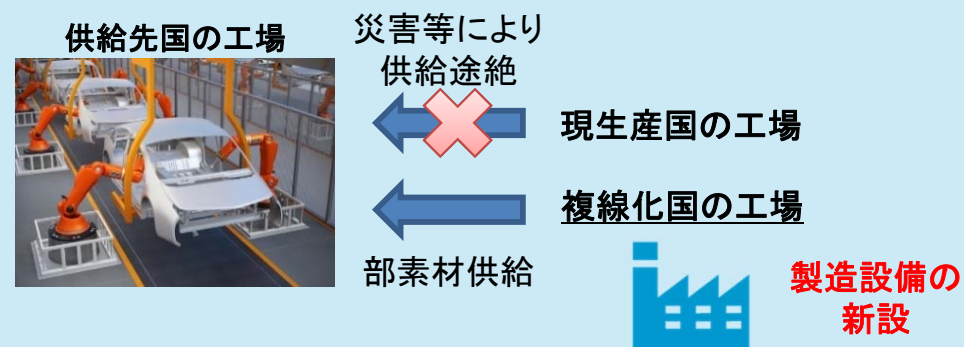 供給先国の工場
災害等により
供給途絶
現生産国の工場
複線化国の工場
部素材供給
製造設備の
新設